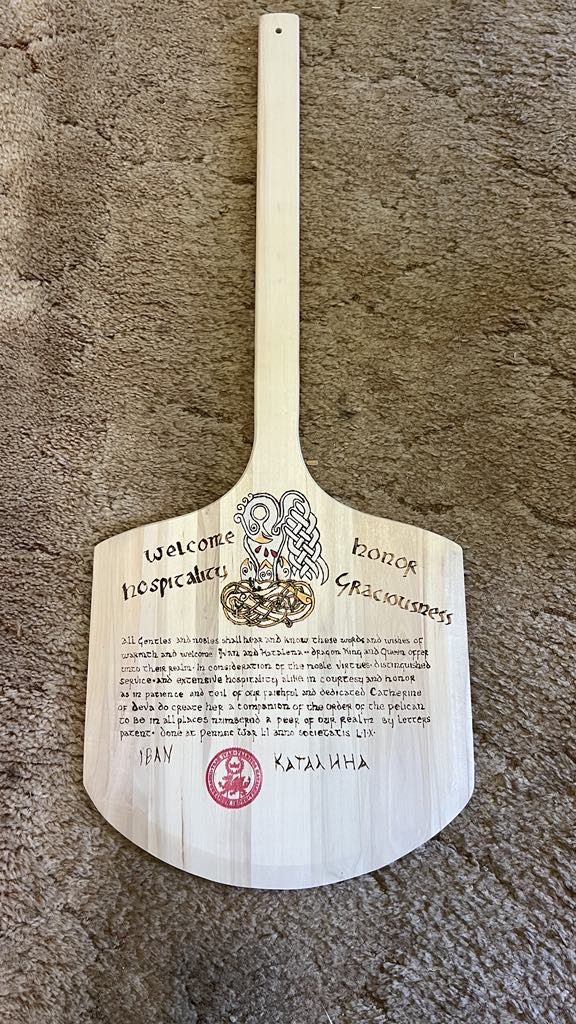 Welcome
Hospitality
Honor
Graciousness
All Gentles and nobles shall hear and know these words and wishes of
warmth and welcome. Ivan and Katalena - Dragon King and Queen offer
unto their realm. In consideration of the noble virtues. distinguished
service. and extensive hospitality alike in courtesy and honor
as in patience and toil of our faithful and dedicated Catherine
of Deva do create her a companion of the order of the pelican
to be in all places numbered a peer of our realm by letters
patent. done at Pennsic War LI anno societatis L.I.X.
IBAN
КАТАЛИНА